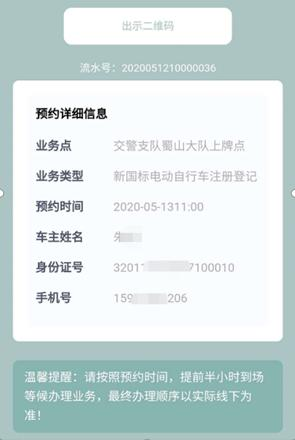 出示二维码
流水号：2020051210000036
预约详细信息
业务点 交警支队蜀山大队上牌点
业务类型 新国标电动自行车注册登记
预约时间 2020-05-1311:00
车主姓名
身份证号 32011 7100010
手机号 159 206
温馨提醒：请按照预约时间，提前半小时到场
等候办理业务，最终办理顺序以实际线下为
准！